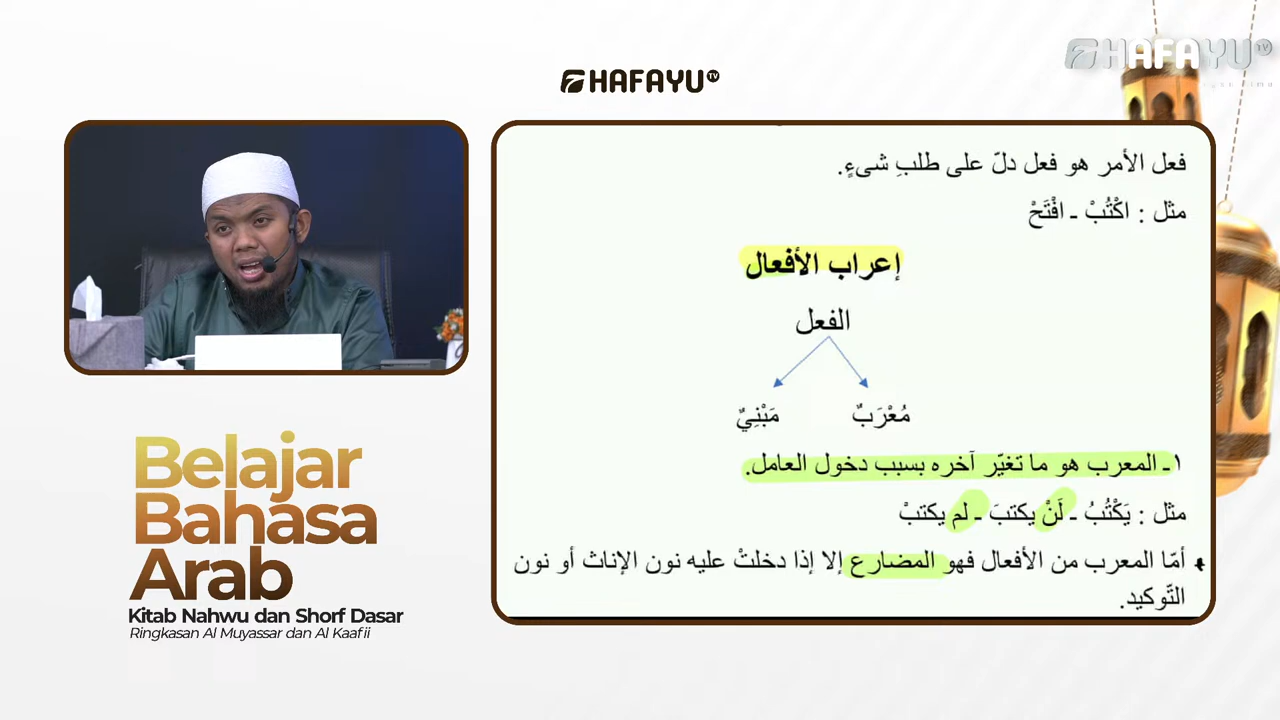 HAFAYU TV
HAFAYU TV
فعل الأمر هو فعل دلّ على طلبِ شىءٍ.
مثل : اكْتُبْ ـ افْتَحْ
إعراب الأفعال
الفعل
مُعْرَبٌ مَبْنِيٌ
١ـ المعرب هو ما تغيّر آخره بسبب دخول العامل.
مثل : يَكْتُبُ ـ لَنْ يكتبَ ـ لم يكتبْ
أمّا المعرب من الأفعال فهو المضارع إلا إذا دخلتْ عليه نون الإناث أو نون
التّوكيد.
Belajar
Bahasa
Arab
Kitab Nahwu dan Shorf Dasar
Ringkasan Al Muyassar dan Al Kaafii